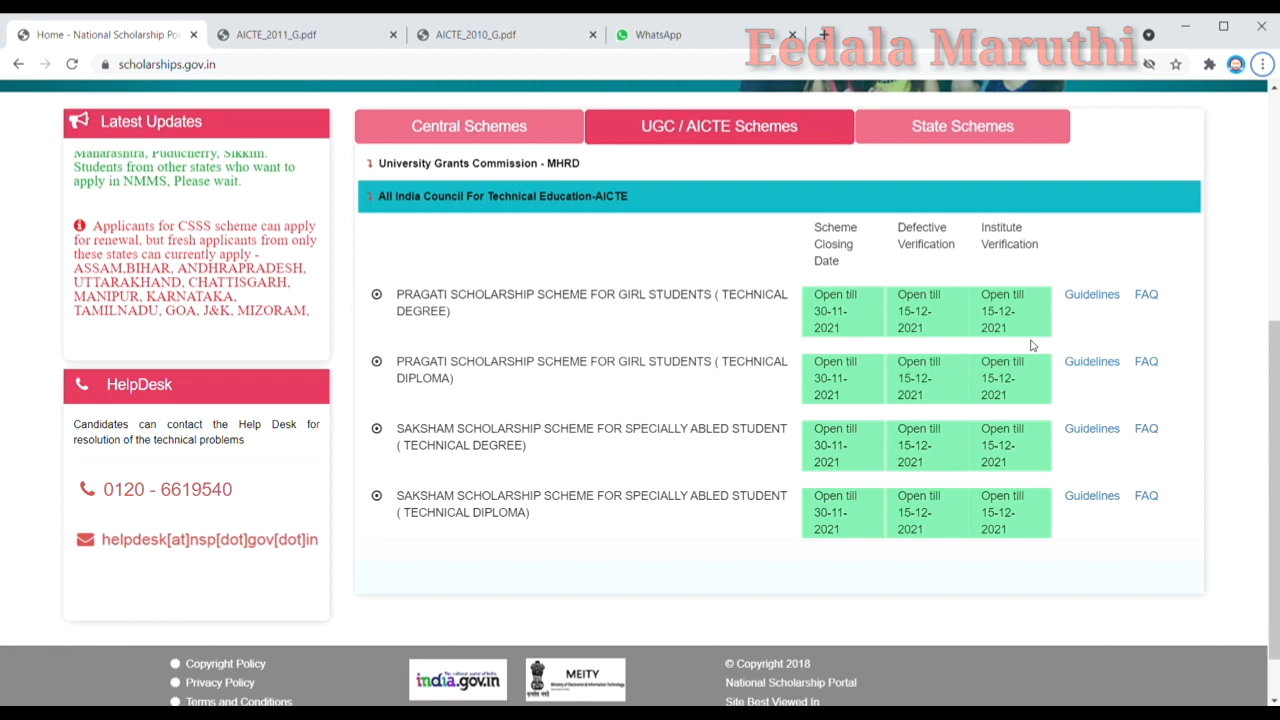 Home - National Scholarship Po
AICTE_2011_G.pdf
AICTE_2010_G.pdf
WhatsApp
Eedala Maruthi
scholarships.gov.in
Latest Updates
Manarashtra, Puducherry, Sikkim.
Students from other states who want to
apply in NMMS, Please wait.
Applicants for CSSS scheme can apply
for renewal, but fresh applicants from only
these states can currently apply -
ASSAM,BIHAR, ANDHRAPRADESH,
UTTARAKHAND, CHATTISGARH,
MANIPUR, KARNATAKA,
TAMILNADU, GOA, J&K, MIZORAM,
HelpDesk
Candidates can contact the Help Desk for
resolution of the technical problems
0120 - 6619540
helpdesk[at]nsp[dot]gov[dot]in
Central Schemes
UGC / AICTE Schemes
State Schemes
University Grants Commission - MHRD
All India Council For Technical Education-AICTE
Scheme
Closing
Date
Defective
Verification
Institute
Verification
PRAGATI SCHOLARSHIP SCHEME FOR GIRL STUDENTS ( TECHNICAL
DEGREE)
Open till
30-11-
2021
Open till
15-12-
2021
Open till
15-12-
2021
Guidelines
FAQ
PRAGATI SCHOLARSHIP SCHEME FOR GIRL STUDENTS ( TECHNICAL
DIPLOMA)
Open till
30-11-
2021
Open till
15-12-
2021
Open till
15-12-
2021
Guidelines
FAQ
SAKSHAM SCHOLARSHIP SCHEME FOR SPECIALLY ABLED STUDENT
( TECHNICAL DEGREE)
Open till
30-11-
2021
Open till
15-12-
2021
Open till
15-12-
2021
Guidelines
FAQ
SAKSHAM SCHOLARSHIP SCHEME FOR SPECIALLY ABLED STUDENT
( TECHNICAL DIPLOMA)
Open till
30-11-
2021
Open till
15-12-
2021
Open till
15-12-
2021
Guidelines
FAQ
Copyright Policy
Privacy Policy
Terms and Conditions
india.gov.in
MEITY
© Copyright 2018
National Scholarship Portal
Site Best Viewed In